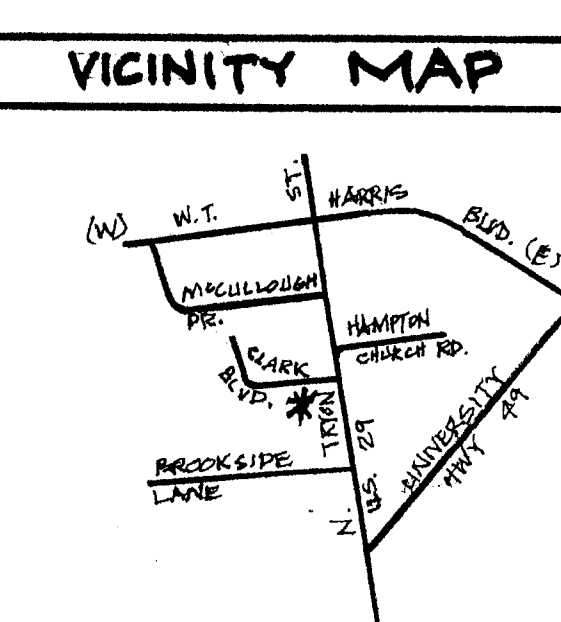 VICINITY MAP
ST.
HARRIS
(W) W.T.
BLVD. (E)
MCCULLOUGH
DR.
HAMPTON
CHURCH RD.
CLARK
BLVD.
TRYON
U.S. 29
N.
UNIVERSITY
HWY 49
BROOKSIDE
LANE